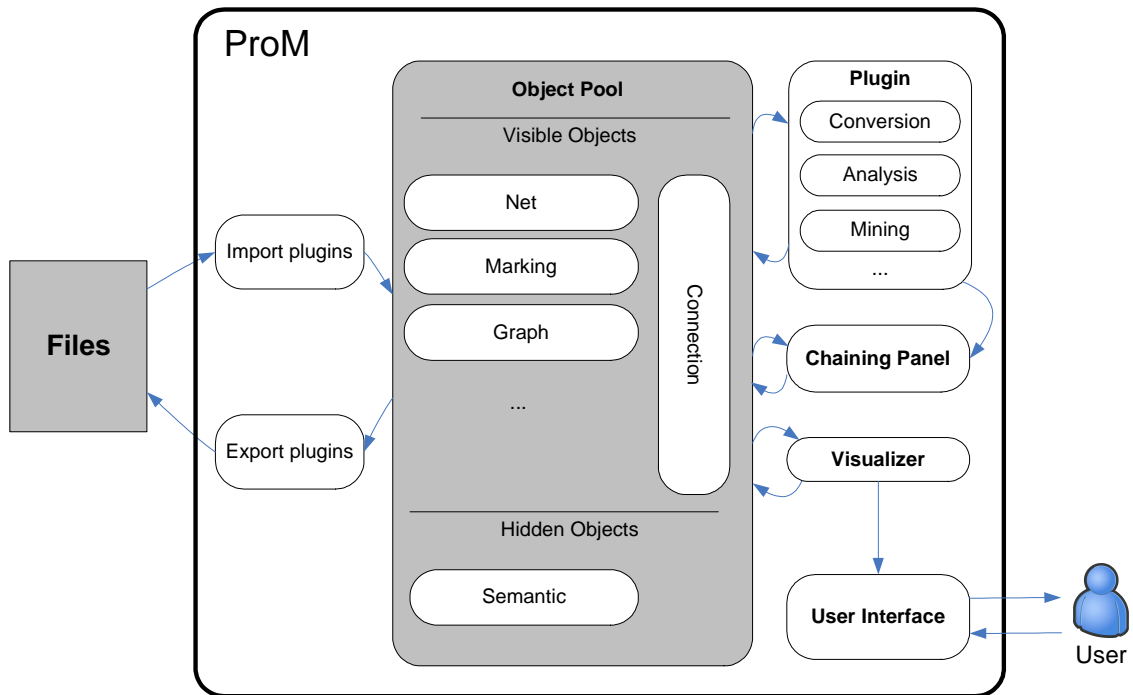 ProM
Object Pool
Visible Objects
Net
Marking
Graph
...
Connection
Hidden Objects
Semantic
Files
Import plugins
Export plugins
Plugin
Conversion
Analysis
Mining
...
Chaining Panel
Visualizer
User Interface
User